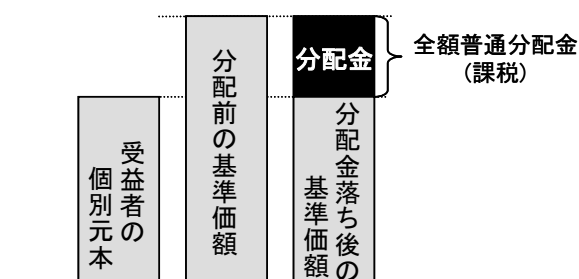 受益者の
個別元本
分配前の基準価額
分配金
分配金落ち後の
基準価額
全額普通分配金
(課税)